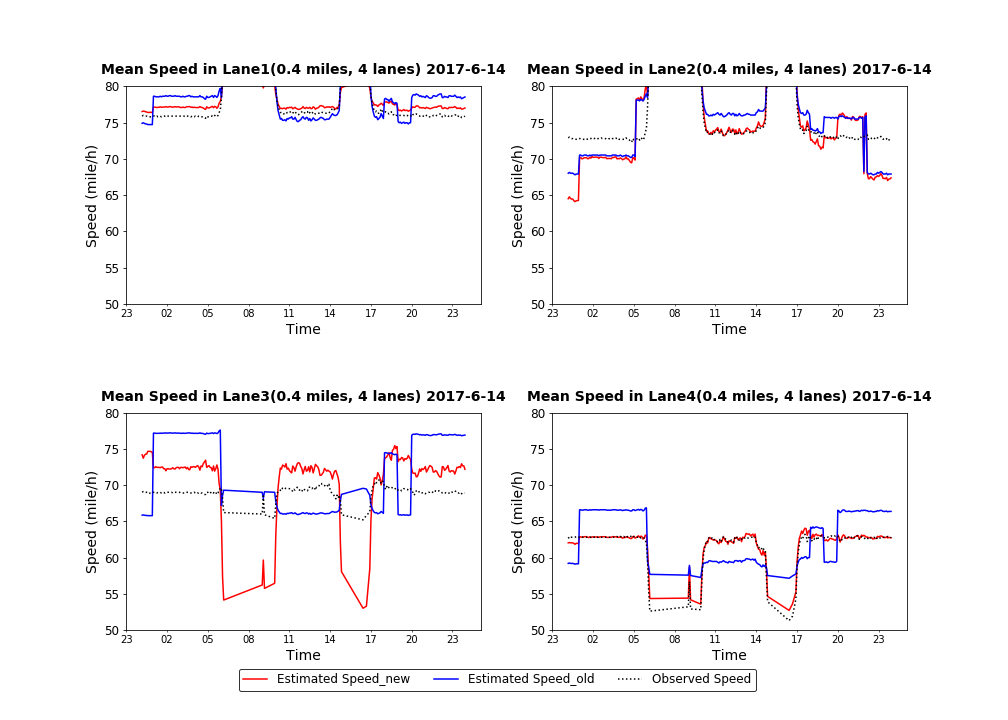 Mean Speed in Lane1(0.4 miles, 4 lanes) 2017-6-14
80
75
70
65
60
55
50
Speed (mile/h)
23 02 05 08 11 14 17 20 23
Time
Mean Speed in Lane2(0.4 miles, 4 lanes) 2017-6-14
80
75
70
65
60
55
50
Speed (mile/h)
23 02 05 08 11 14 17 20 23
Time
Mean Speed in Lane3(0.4 miles, 4 lanes) 2017-6-14
80
75
70
65
60
55
50
Speed (mile/h)
23 02 05 08 11 14 17 20 23
Time
Mean Speed in Lane4(0.4 miles, 4 lanes) 2017-6-14
80
75
70
65
60
55
50
Speed (mile/h)
23 02 05 08 11 14 17 20 23
Time
Estimated Speed_new Estimated Speed_old Observed Speed